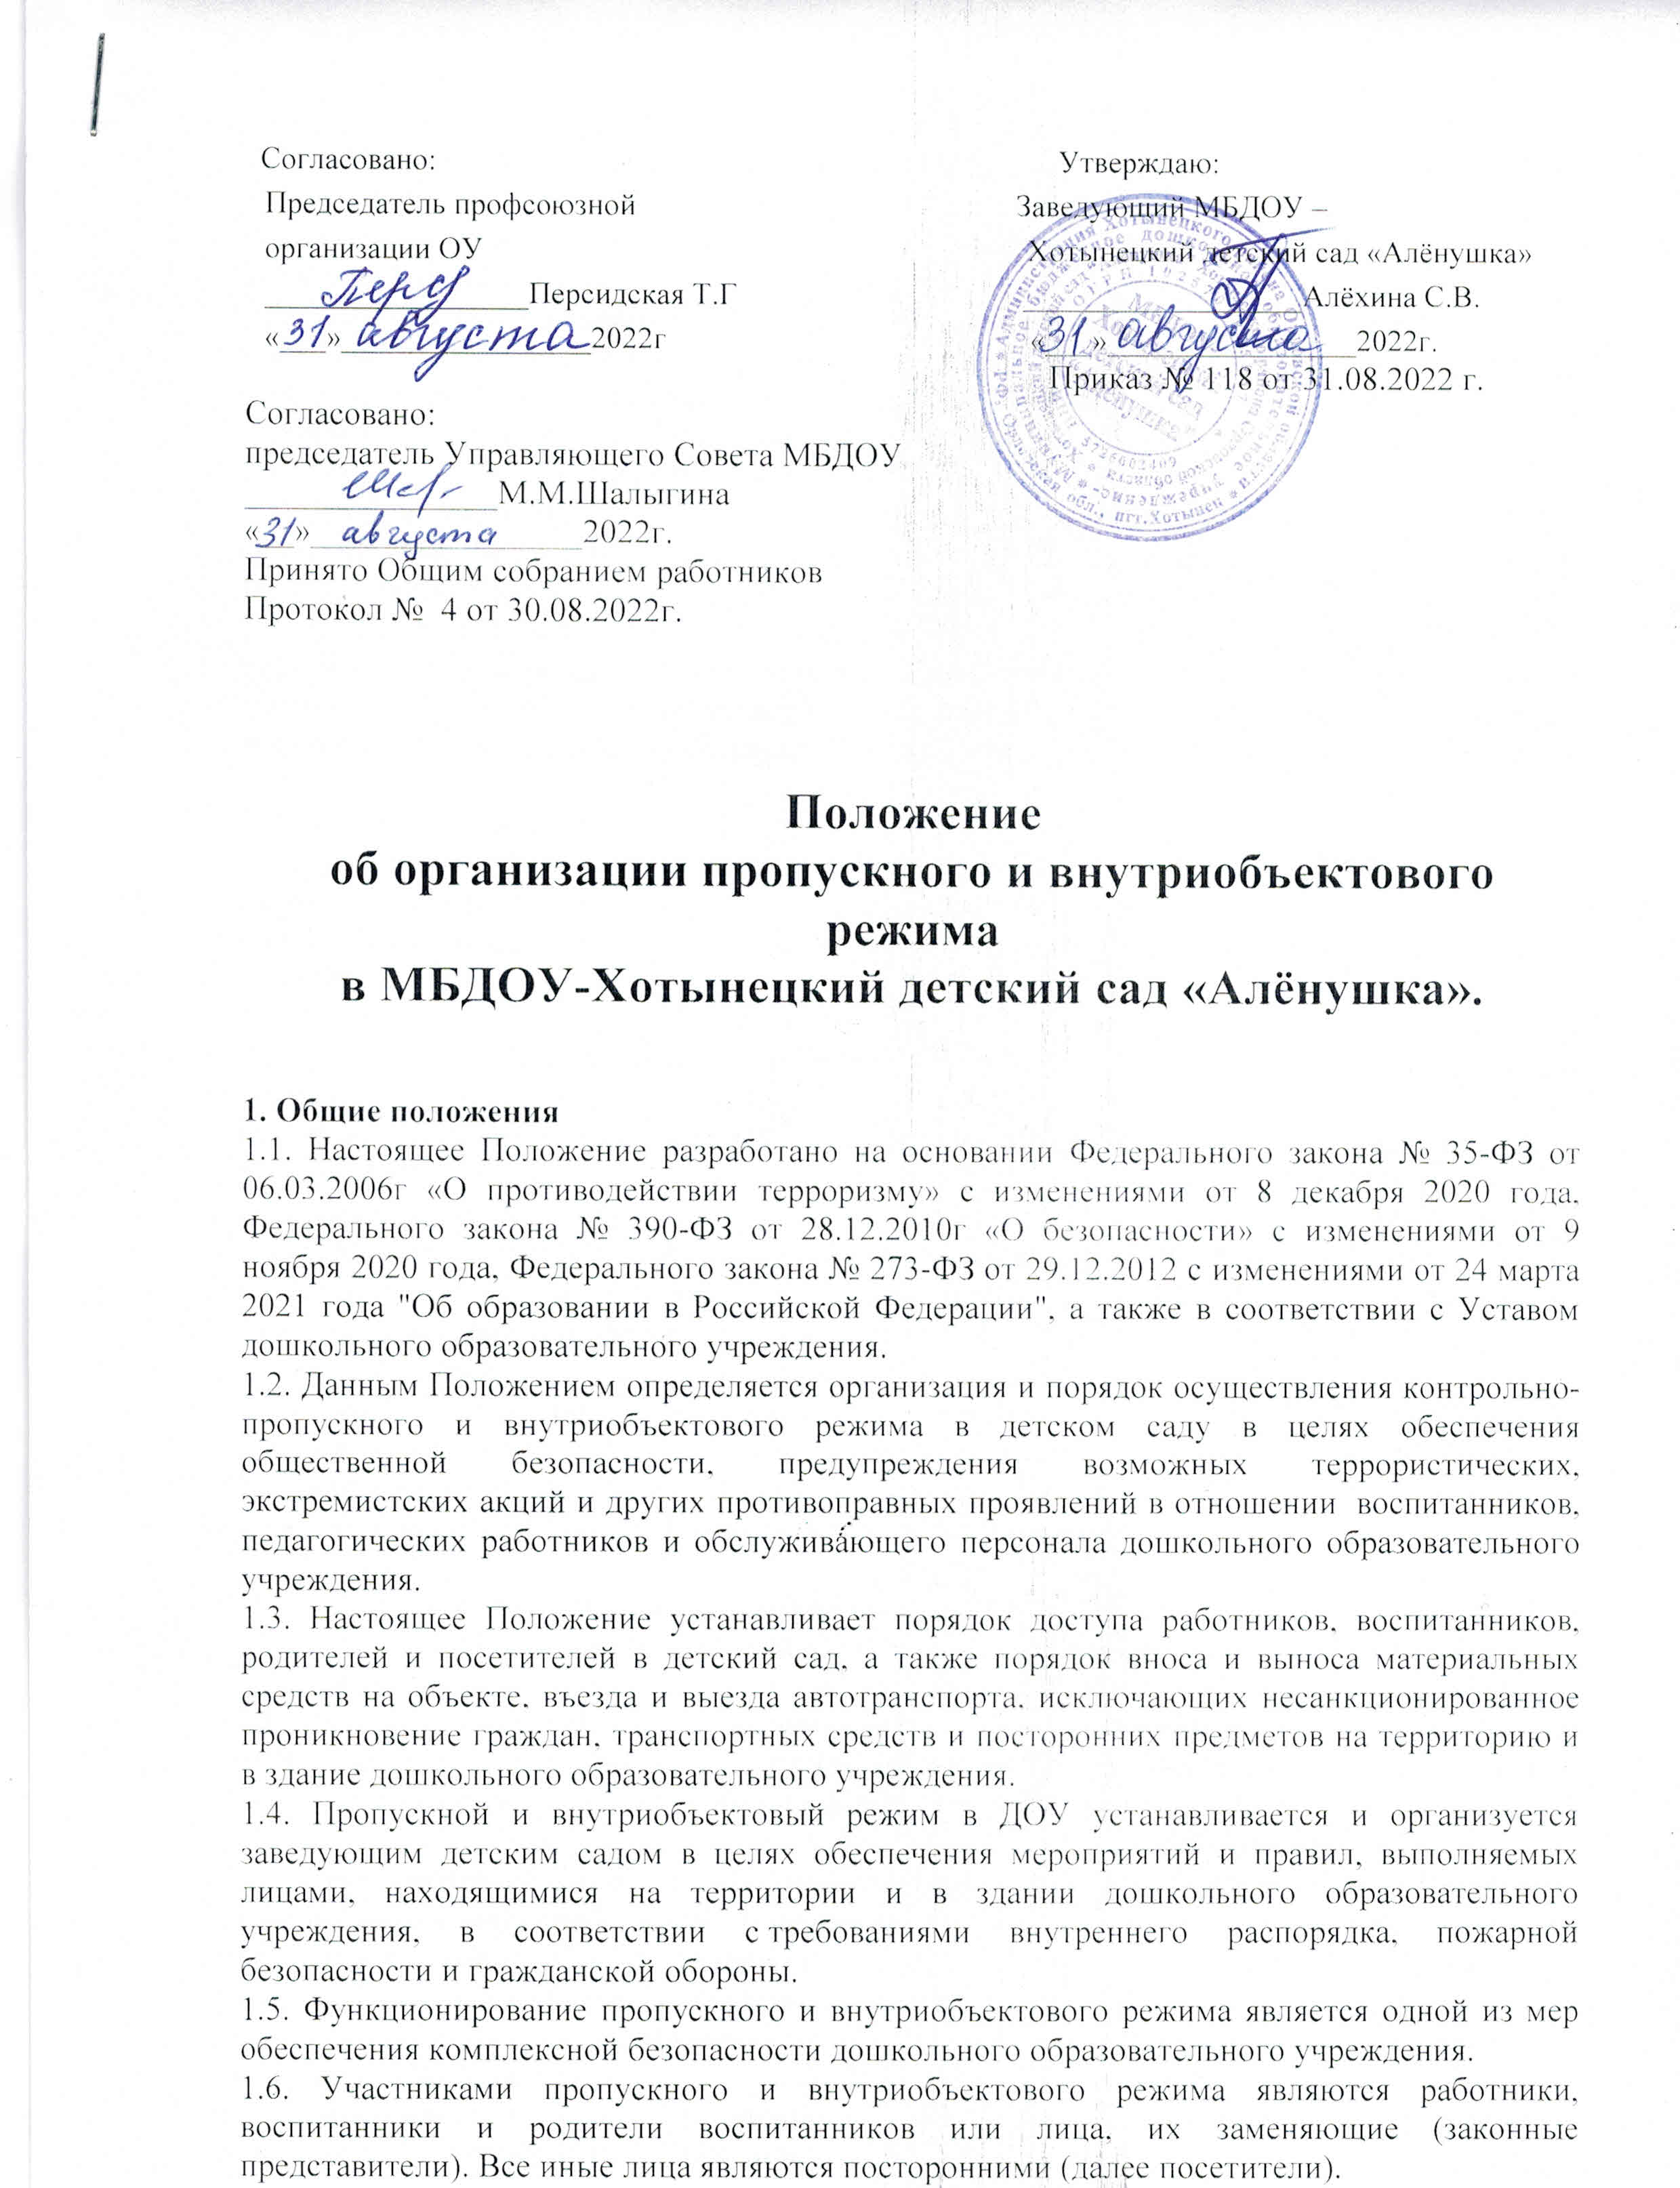 Согласовано:
Председатель профсоюзной
организации ОУ
Перс Персидская Т.Г
«31» августа 2022г
Утверждаю:
Заведующий МБДОУ –
Хотынецкий детский сад «Алёнушка»
Алёхина С.В.
«31» августа 2022г.
Приказ № 118 от 31.08.2022 г.
Согласовано:
председатель Управляющего Совета МБДОУ
М.М.Шалыгина
«31» августа 2022г.
Принято Общим собранием работников
Протокол № 4 от 30.08.2022г.
Положение
об организации пропускного и внутриобъектового
режима
в МБДОУ-Хотынецкий детский сад «Алёнушка».
1. Общие положения
1.1. Настоящее Положение разработано на основании Федерального закона № 35-ФЗ от
06.03.2006г «О противодействии терроризму» с изменениями от 8 декабря 2020 года,
Федерального закона № 390-ФЗ от 28.12.2010г «О безопасности» с изменениями от 9
ноября 2020 года, Федерального закона № 273-ФЗ от 29.12.2012 с изменениями от 24 марта
2021 года "Об образовании в Российской Федерации", а также в соответствии с Уставом
дошкольного образовательного учреждения.
1.2. Данным Положением определяется организация и порядок осуществления контрольно-
пропускного и внутриобъектового режима в детском саду в целях обеспечения
общественной безопасности, предупреждения возможных террористических,
экстремистских акций и других противоправных проявлений в отношении воспитанников,
педагогических работников и обслуживающего персонала дошкольного образовательного
учреждения.
1.3. Настоящее Положение устанавливает порядок доступа работников, воспитанников,
родителей и посетителей в детский сад, а также порядок вноса и выноса материальных
средств на объекте, въезда и выезда автотранспорта, исключающих несанкционированное
проникновение граждан, транспортных средств и посторонних предметов на территорию и
в здание дошкольного образовательного учреждения.
1.4. Пропускной и внутриобъектовый режим в ДОУ устанавливается и организуется
заведующим детским садом в целях обеспечения мероприятий и правил, выполняемых
лицами, находящимися на территории и в здании дошкольного образовательного
учреждения, в соответствии с требованиями внутреннего распорядка, пожарной
безопасности и гражданской обороны.
1.5. Функционирование пропускного и внутриобъектового режима является одной из мер
обеспечения комплексной безопасности дошкольного образовательного учреждения.
1.6. Участниками пропускного и внутриобъектового режима являются работники,
воспитанники и родители воспитанников или лица, их заменяющие (законные
представители). Все иные лица являются посторонними (далее посетители).